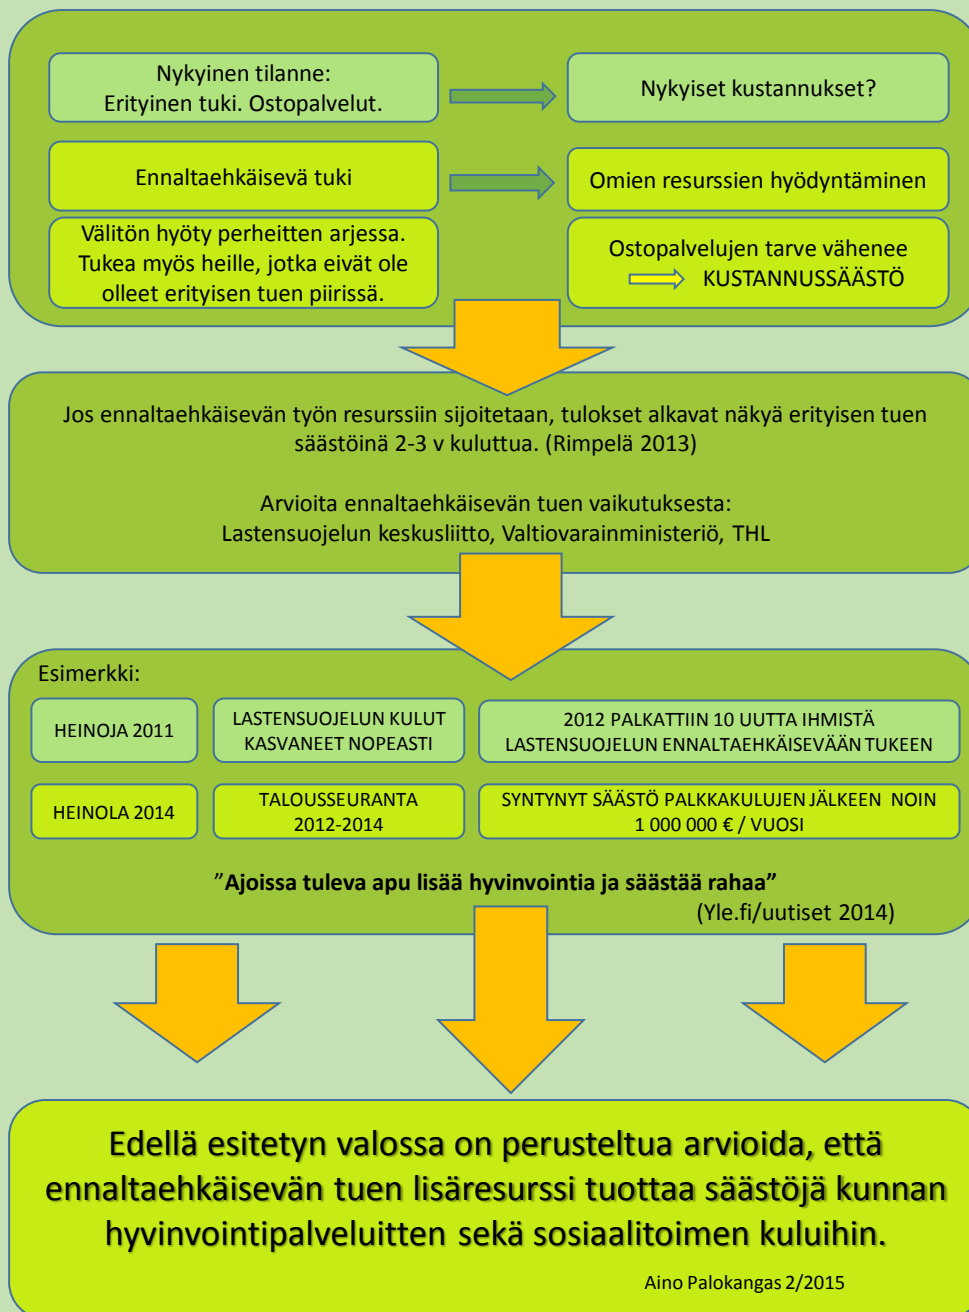 Nykyinen tilanne:
Erityinen tuki. Ostopalvelut.
Nykyiset kustannukset?
Ennaltaehkäisevä tuki
Omien resurssien hyödyntäminen
Välitön hyöty perheitten arjessa.
Tukea myös heille, jotka eivät ole
olleet erityisen tuen piirissä.
Ostopalvelujen tarve vähenee
KUSTANNUSSÄÄSTÖ
Jos ennaltaehkäisevän työn resurssiin sijoitetaan, tulokset alkavat näkyä erityisen tuen
säästöinä 2-3 v kuluttua. (Rimpelä 2013)
Arvioita ennaltaehkäisevän tuen vaikutuksesta:
Lastensuojelun keskusliitto, Valtiovarainministeriö, THL
Esimerkki:
HEINOJA 2011
LASTENSUOJELUN KULUT
KASVANEET NOPEASTI
2012 PALKATTIIN 10 UUTTA IHMISTÄ
LASTENSUOJELUN ENNALTAEHKÄISEVÄÄN TUKEEN
HEINOLA 2014
TALOUSSEURANTA
2012-2014
SYNTYNYT SÄÄSTÖ PALKKAKULUJEN JÄLKEEN NOIN
1 000 000 € / VUOSI
”Ajoissa tuleva apu lisää hyvinvointia ja säästää rahaa”
(Yle.fi/uutiset 2014)
Edellä esitetyn valossa on perusteltua arvioida, että
ennaltaehkäisevän tuen lisäresurssi tuottaa säästöjä kunnan
hyvinvointipalveluitten sekä sosiaalitoimen kuluihin.
Aino Palokangas 2/2015